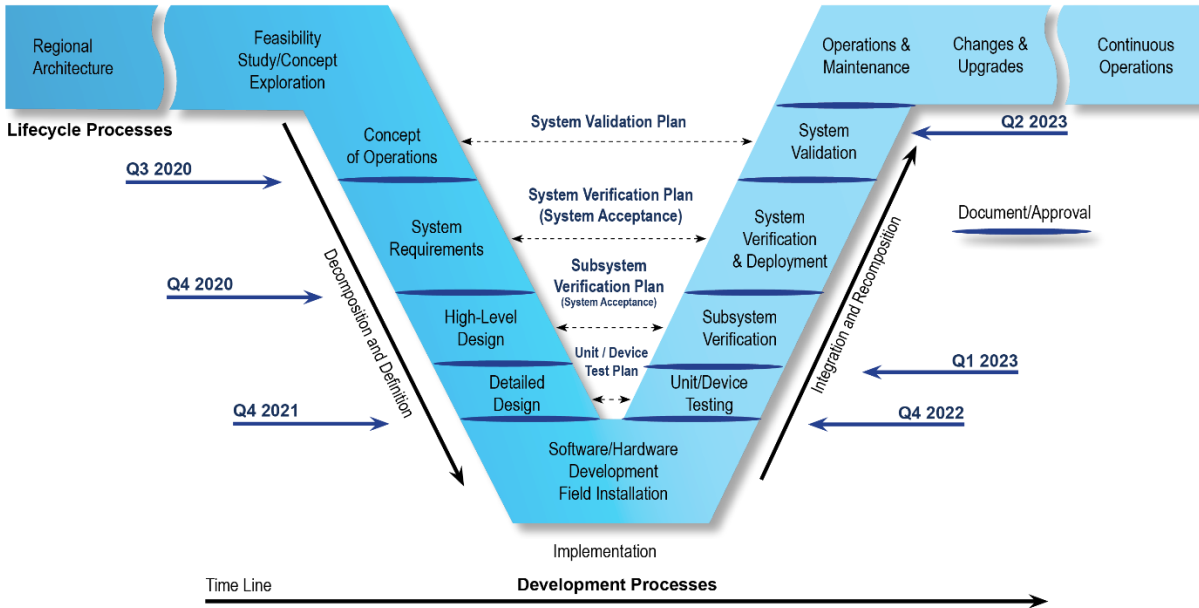 Regional
Architecture
Feasibility
Study/Concept
Exploration
Operations &
Maintenance
Changes &
Upgrades
Continuous
Operations
Lifecycle Processes
Q3 2020
Q4 2020
Q4 2021
Decomposition and Definition
Concept
of Operations
System
Requirements
High-Level
Design
Detailed
Design
System Validation Plan
System Verification Plan
(System Acceptance)
Subsystem
Verification Plan
(System Acceptance)
Unit / Device
Test Plan
System
Validation
System
Verification
& Deployment
Subsystem
Verification
Unit/Device
Testing
Software/Hardware
Development
Field Installation
Integration and Recomposition
Q2 2023
Document/Approval
Q1 2023
Q4 2022
Implementation
Time Line
Development Processes